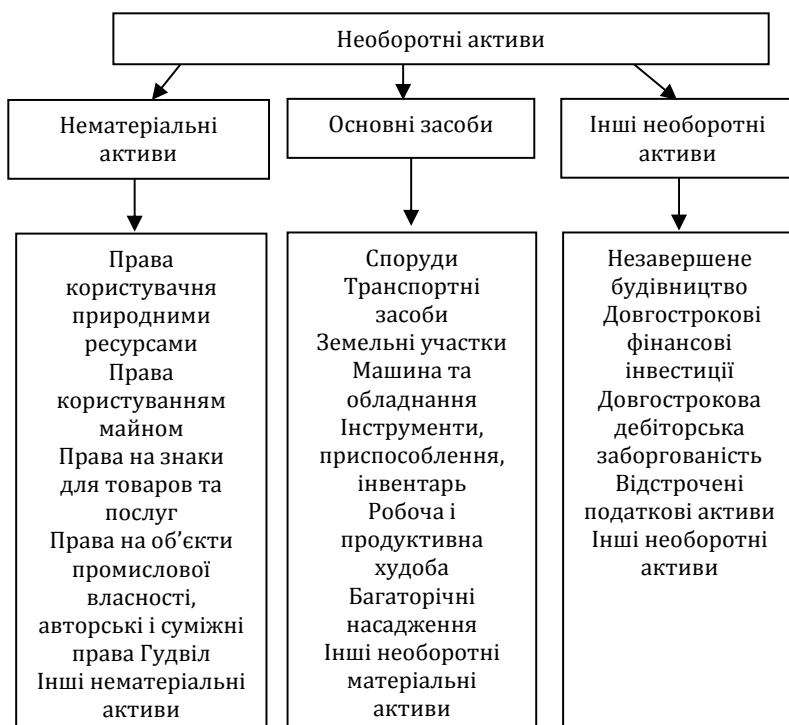 Необоротні активи
Нематеріальні
активи
Основні засоби
Інші необоротні
активи
Права
користувачня
природними
ресурсами
Права
користуванням
майном
Права на знаки
для товаров та
послуг
Права на об’єкти
промислової
власності,
авторські і суміжні
права Гудвіл
Інші нематеріальні
активи
Споруди
Транспортні
засоби
Земельні участки
Машина та
обладнання
Інструменти,
приспособлення,
інвентарь
Робоча і
продуктивна
худоба
Багаторічні
насадження
Інші необоротні
матеріальні
активи
Незавершене
будівництво
Довгострокові
фінансові
інвестиції
Довгострокова
дебіторська
заборгованість
Відстрочені
податкові активи
Інші необоротні
активи